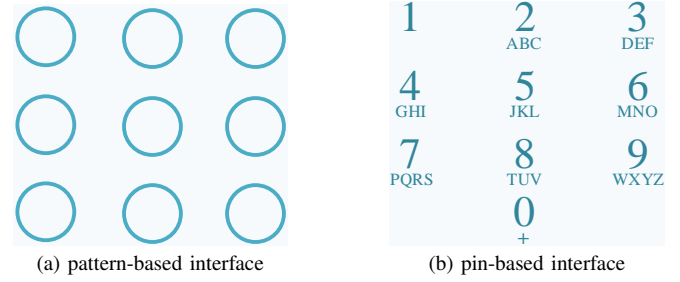 1 2 3
ABC DEF
4 5 6
GHI JKL MNO
7 8 9
PQRS TUV WXYZ
0
+
(a) pattern-based interface (b) pin-based interface